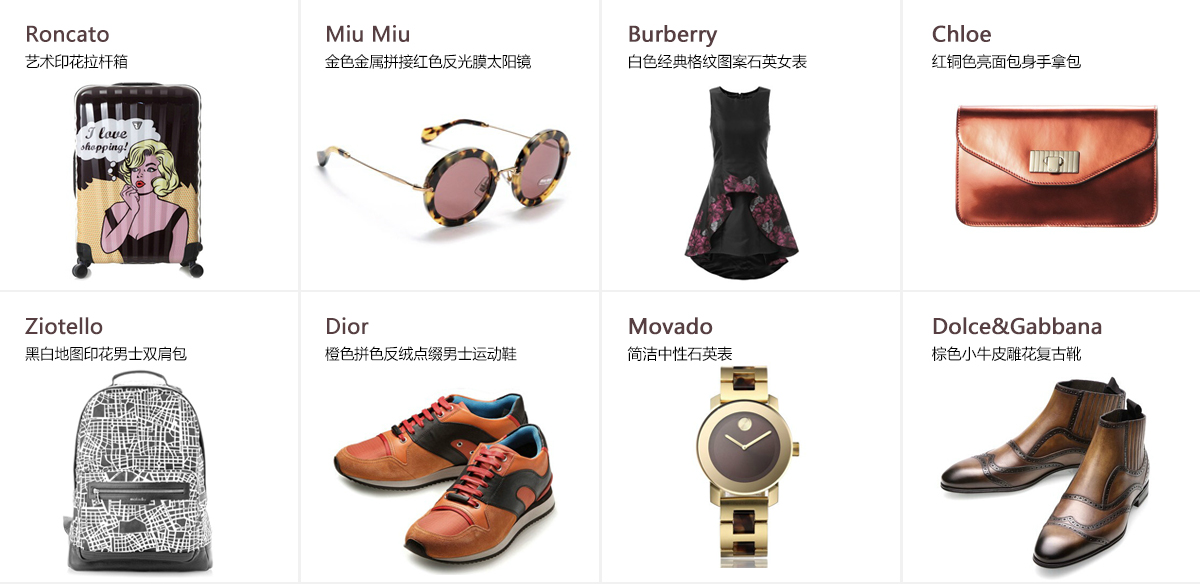 Roncato
艺术印花拉杆箱
I love
shopping!
Miu Miu
金色金属拼接红色反光膜太阳镜
Burberry
白色经典格纹图案石英女表
Chloe
红铜色亮面包身手拿包
Ziotello
黑白地图印花男士双肩包
Dior
橙色拼色反绒点缀男士运动鞋
Movado
简洁中性石英表
Dolce&Gabbana
棕色小牛皮雕花复古靴